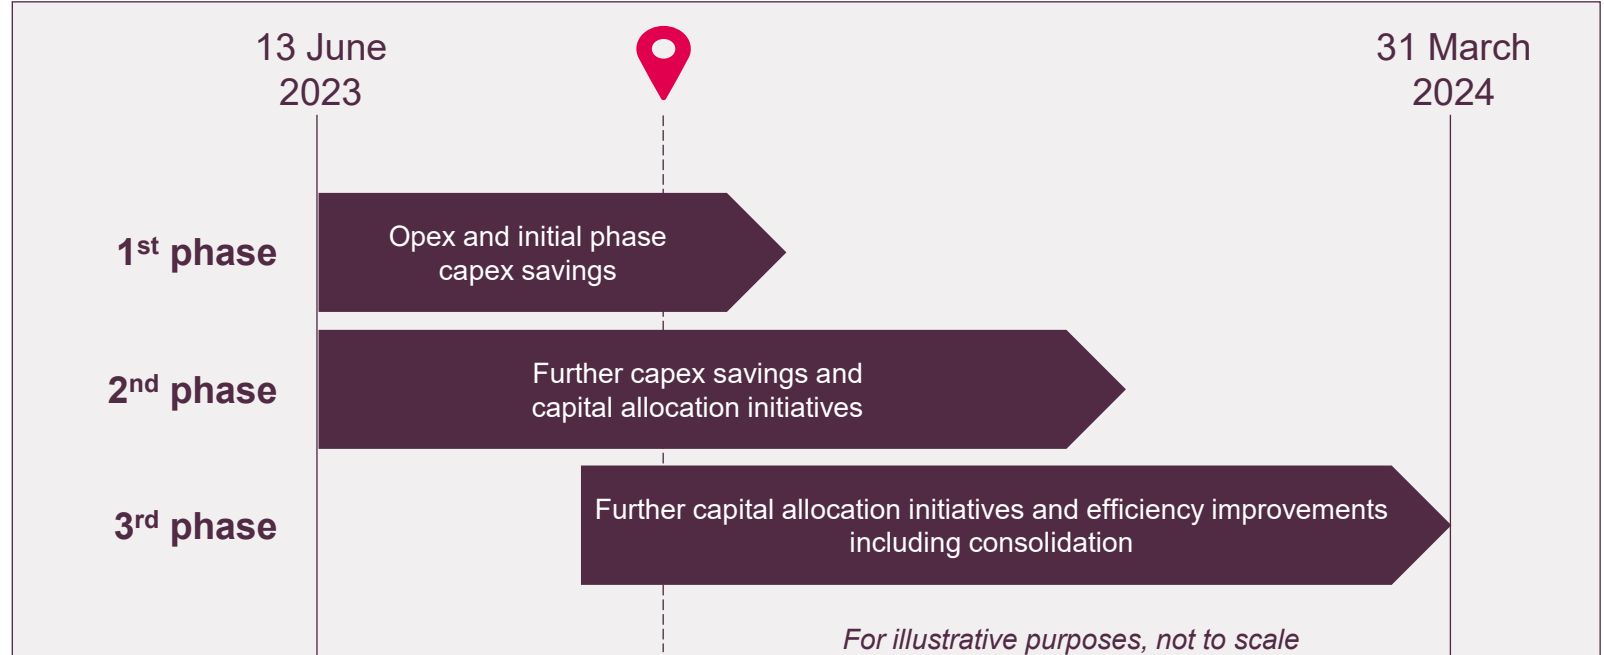 13 June
2023
31 March
2024
1st phase
Opex and initial phase
capex savings
2nd phase
Further capex savings and
capital allocation initiatives
3rd phase
Further capital allocation initiatives and efficiency improvements
including consolidation
For illustrative purposes, not to scale